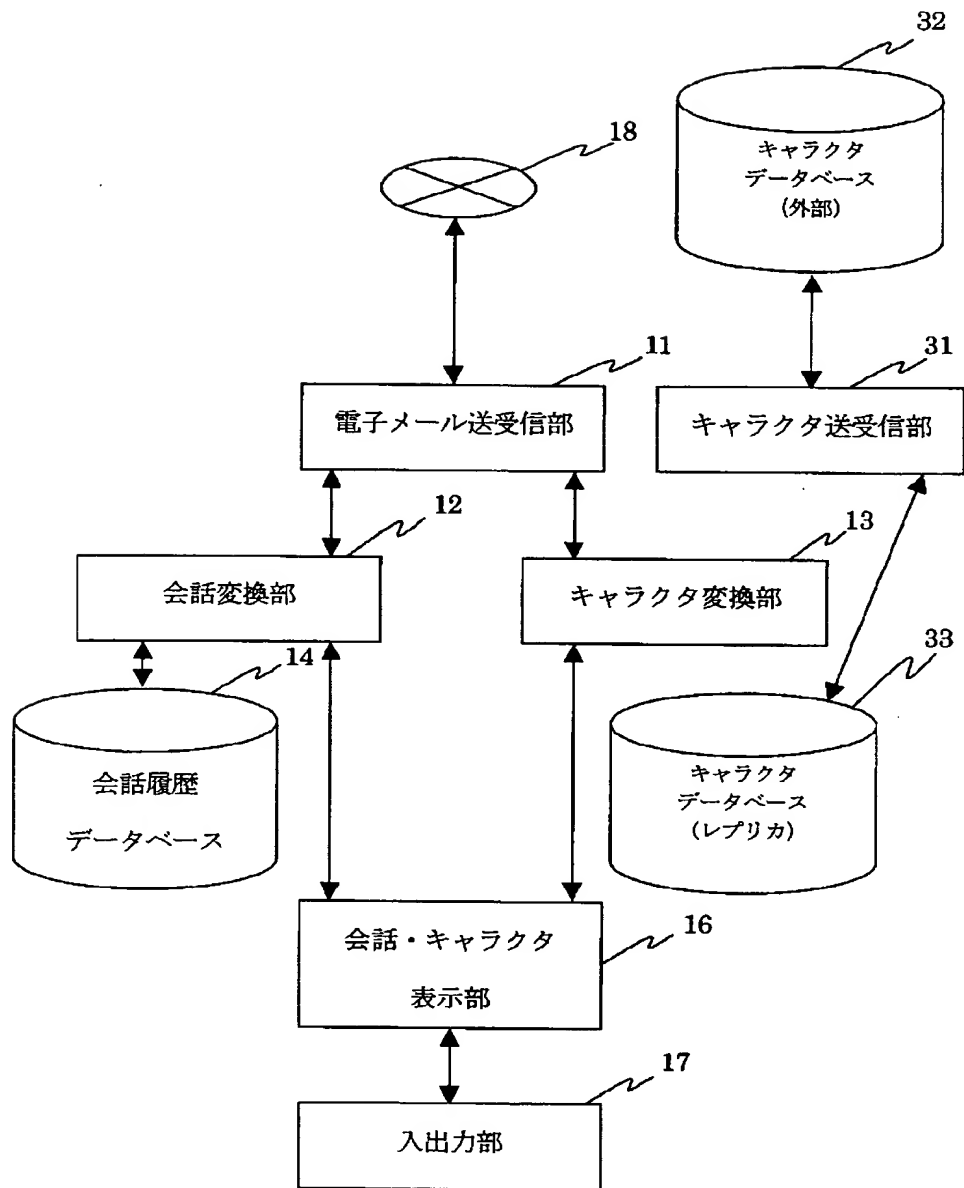 32
キャラクタ
データベース
(外部)
18
11
電子メール送受信部
31
キャラクタ送受信部
12
会話変換部
13
キャラクタ変換部
14
会話履歴
データベース
33
キャラクタ
データベース
(レプリカ)
会話・キャラクタ
表示部
16
17
入出力部